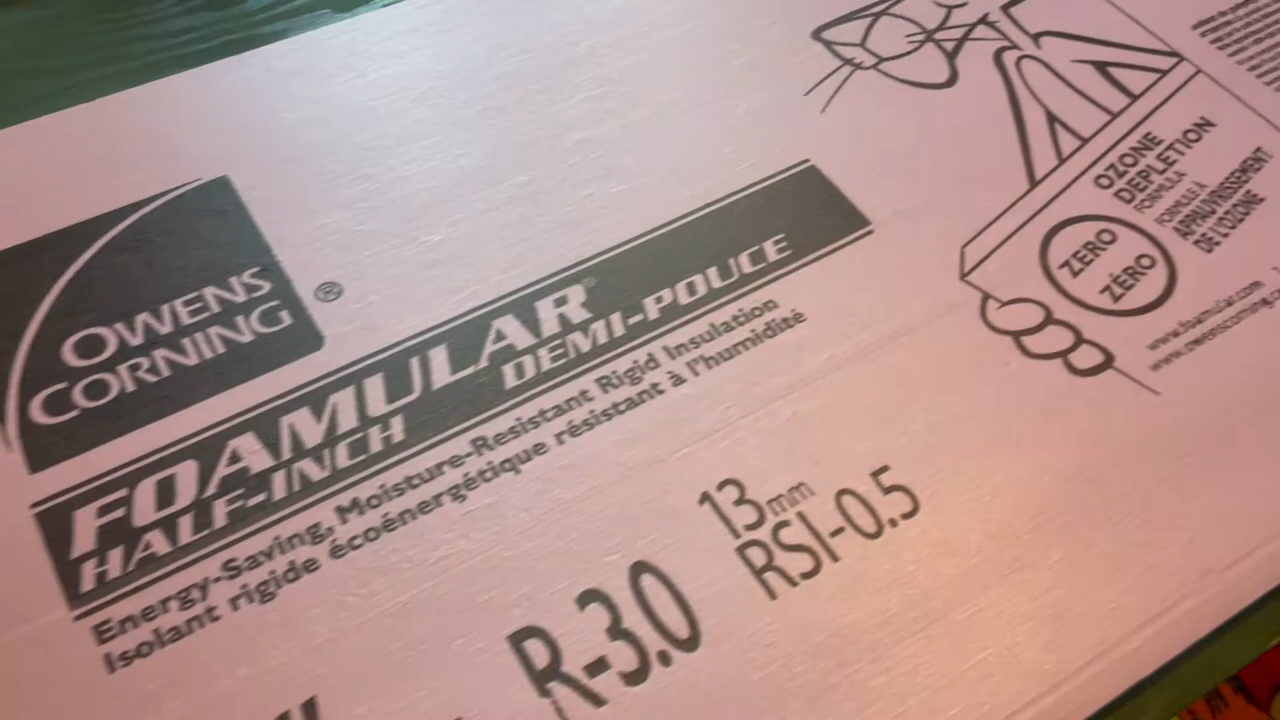 OWENS
CORNING
®
FOAMULAR®
HALF-INCH DEMI-POUCE
Energy-Saving, Moisture-Resistant Rigid Insulation
Isolant rigide écoénergétique résistant à l'humidité
R-3.0
13mm
RSI-0.5
OZONE
DEPLETION
FORMULA
FORMULE À
APPAUVRISSEMENT
DE L'OZONE
ZERO
ZÉRO
www.foamular.com
www.owenscorning.c